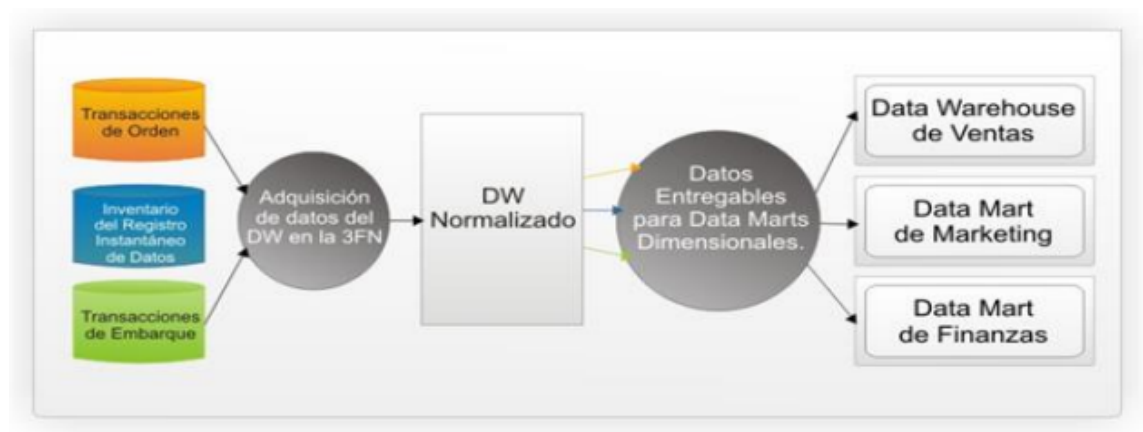 Transacciones
de Orden
Inventario
del Registro
Instantáneo
de Datos
Transacciones
de Embarque
Adquisición
de datos del
DW en la 3FN
DW
Normalizado
Datos
Entregables
para Data Marts
Dimensionales.
Data Warehouse
de Ventas
Data Mart
de Marketing
Data Mart
de Finanzas